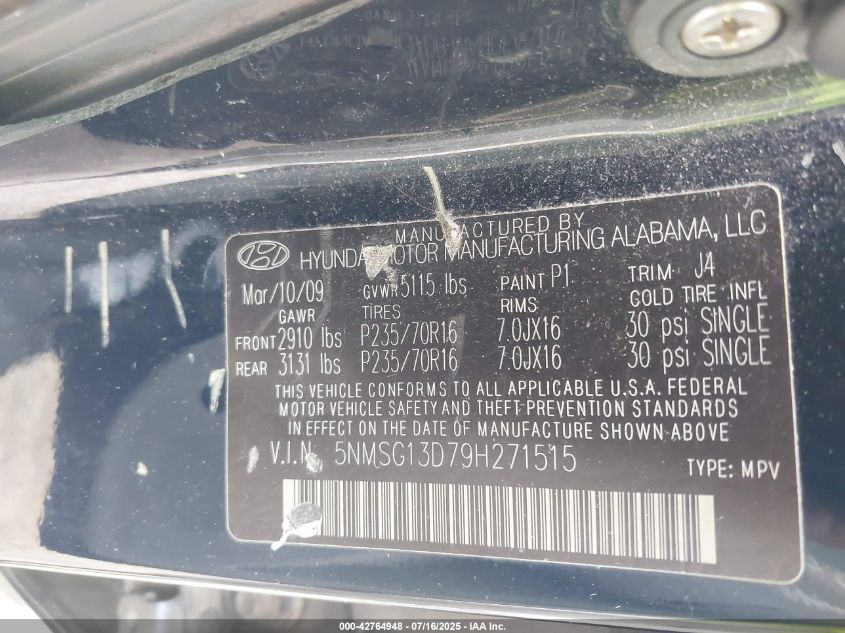 MANUFACTURED BY
HYUNDAI MOTOR MANUFACTURING ALABAMA, LLC
Mar/10/09 GVWR 5115 lbs PAINT P1 TRIM J4
GAWR TIRES RIMS COLD TIRE INFL
FRONT 2910 lbs P235/70R16 7.0JX16 30 psi SINGLE
REAR 3131 lbs P235/70R16 7.0JX16 30 psi SINGLE
THIS VEHICLE CONFORMS TO ALL APPLICABLE U.S.A. FEDERAL
MOTOR VEHICLE SAFETY AND THEFT PREVENTION STANDARDS
IN EFFECT ON THE DATE OF MANUFACTURE SHOWN ABOVE
V.I.N. 5NMSG13D79H271515 TYPE: MPV
000-42764948 - 07/16/2025 - IAA Inc.